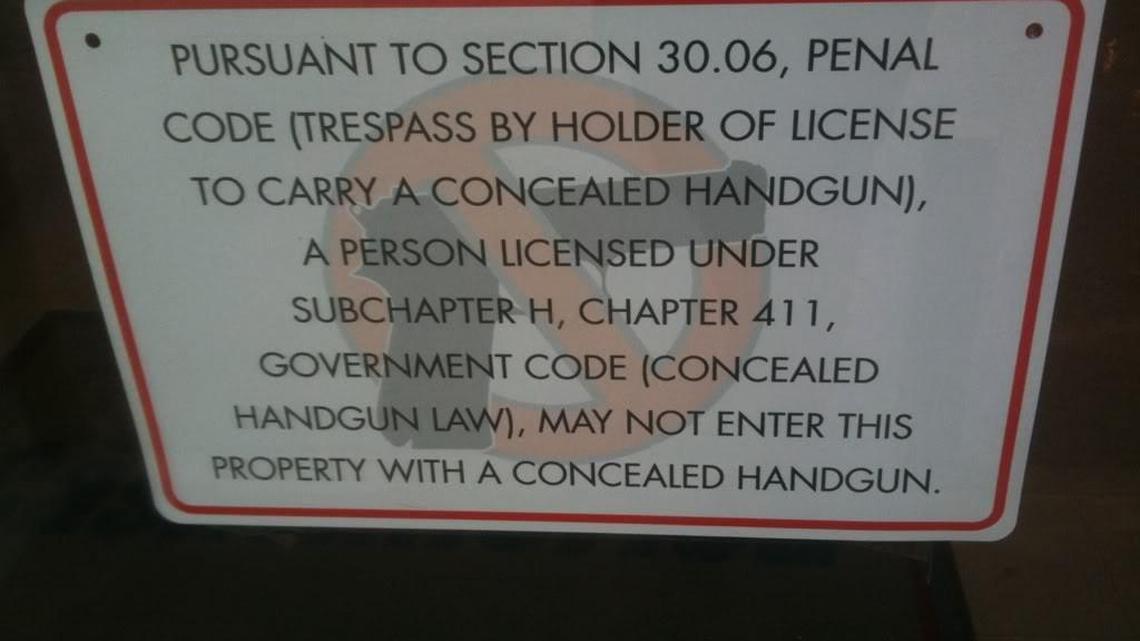 PURSUANT TO SECTION 30.06, PENAL
CODE (TRESPASS BY HOLDER OF LICENSE
TO CARRY A CONCEALED HANDGUN),
A PERSON LICENSED UNDER
SUBCHAPTER H, CHAPTER 411,
GOVERNMENT CODE (CONCEALED
HANDGUN LAW), MAY NOT ENTER THIS
PROPERTY WITH A CONCEALED HANDGUN.